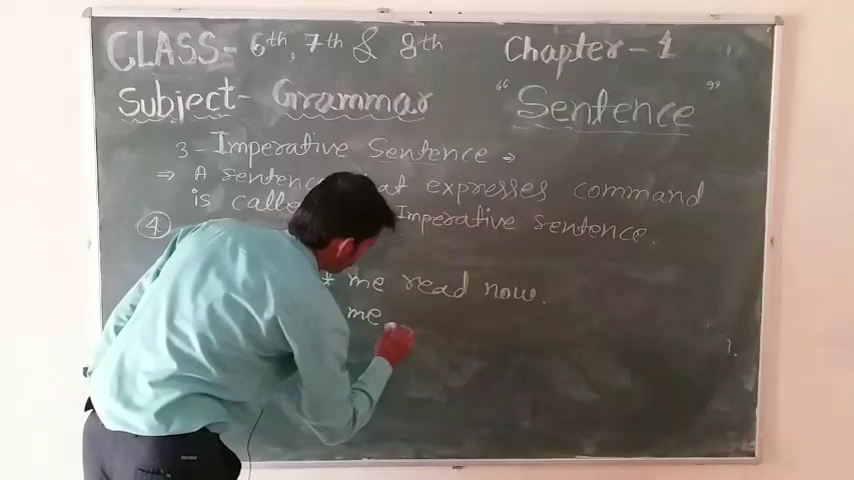 CLASS- 6th, 7th & 8th
Chapter-1
Subject- Grammar
"Sentence"
3- Imperative Sentence →
⇒ A sentence expresses command
is Imperative sentence.
4
me read now.
me
?.